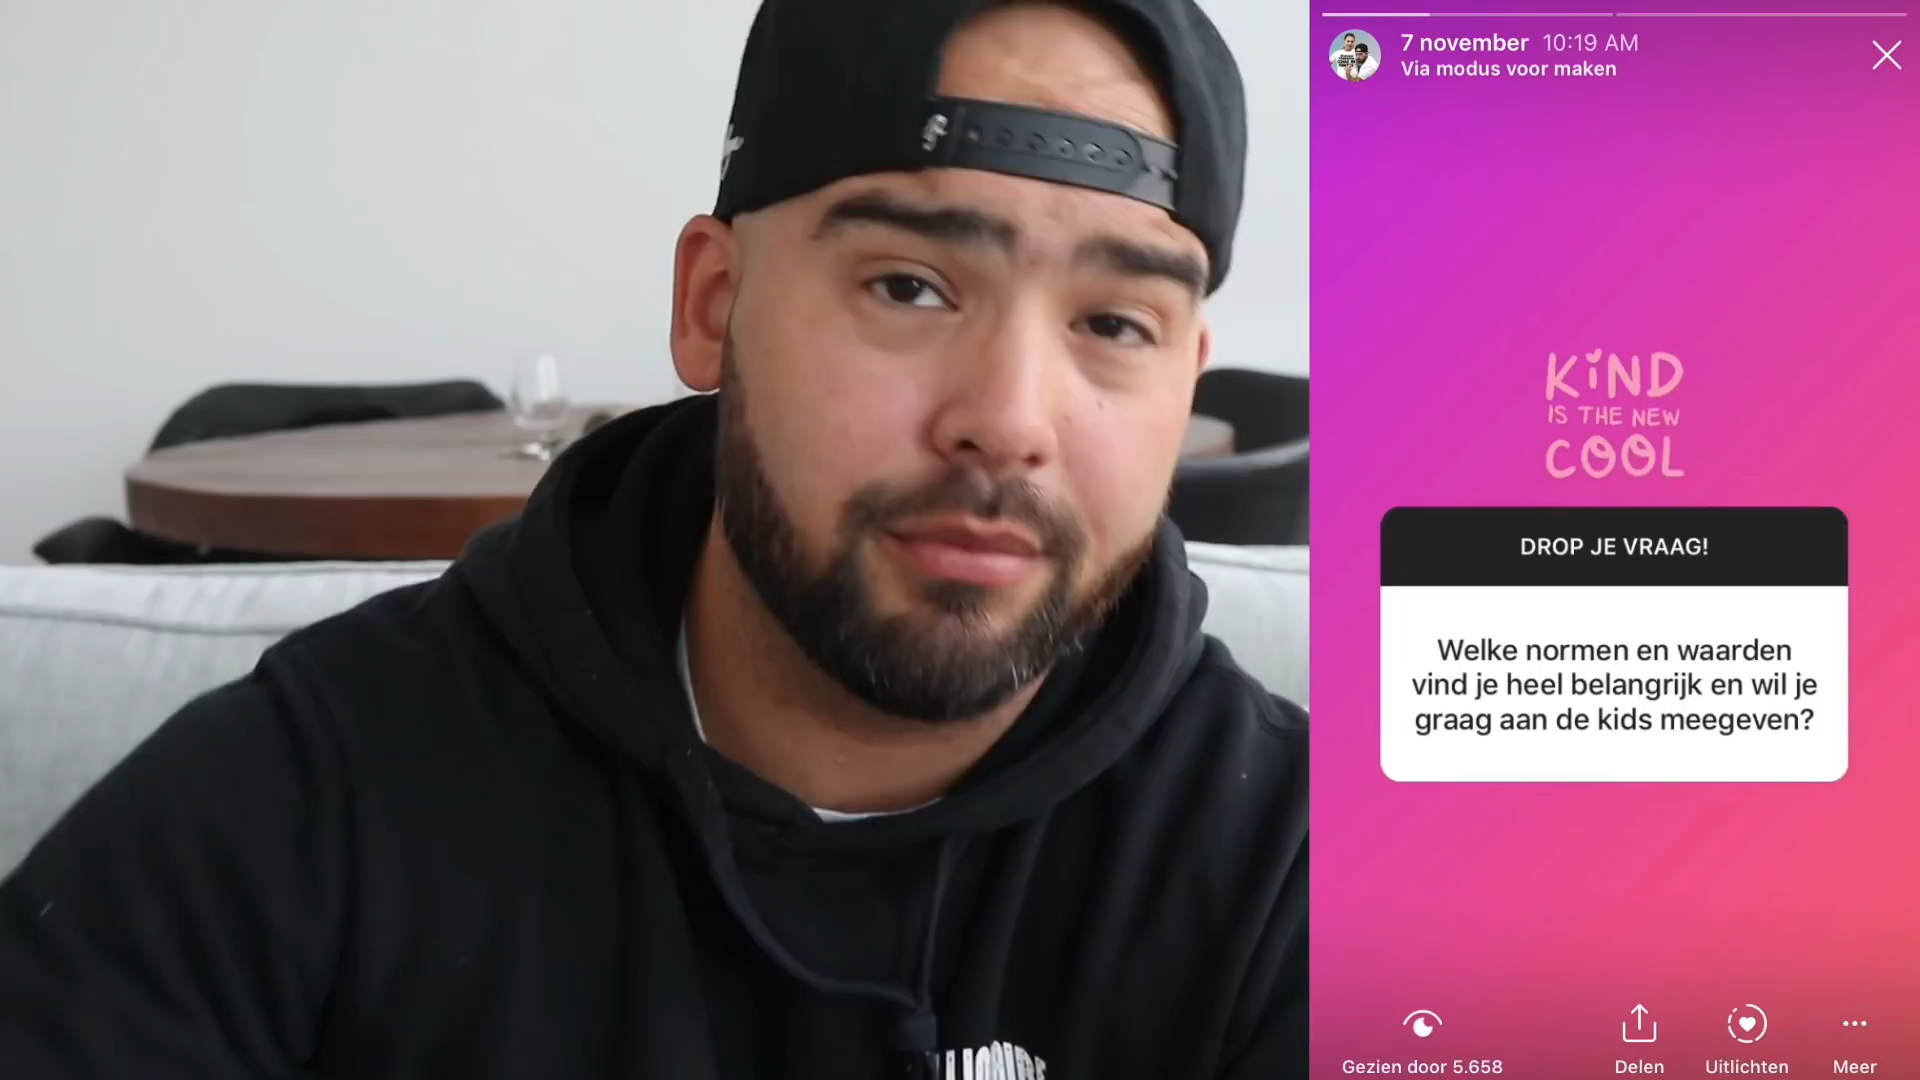 7 november 10:19 AM
Via modus voor maken
KIND
IS THE NEW
COOL
DROP JE VRAAG!
Welke normen en waarden
vind je heel belangrijk en wil je
graag aan de kids meegeven?
Gezien door 5.658
Delen
Uitlichten
Meer